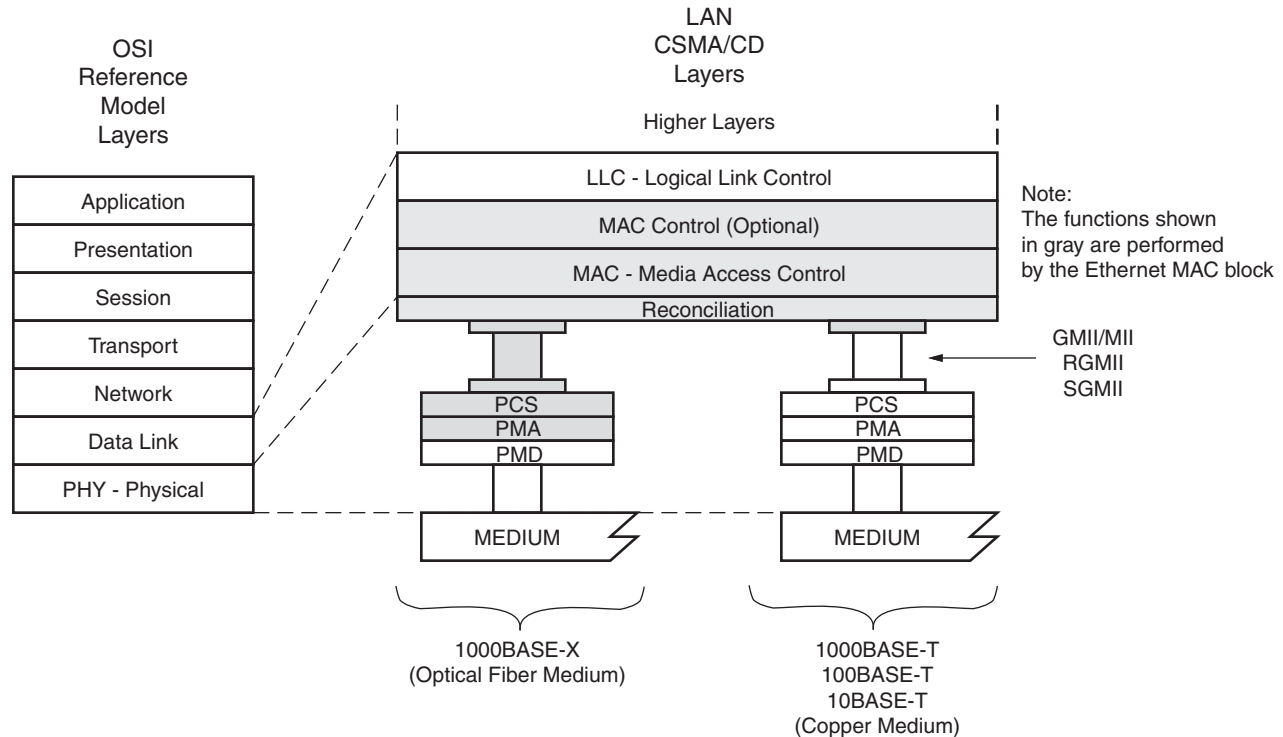 OSI
Reference
Model
Layers
Application
Presentation
Session
Transport
Network
Data Link
PHY - Physical
LAN
CSMA/CD
Layers
Higher Layers
LLC - Logical Link Control
MAC Control (Optional)
MAC - Media Access Control
Reconciliation
Note:
The functions shown
in gray are performed
by the Ethernet MAC block
GMII/MII
RGMII
SGMII
PCS
PMA
PMD
MEDIUM
1000BASE-X
(Optical Fiber Medium)
PCS
PMA
PMD
MEDIUM
1000BASE-T
100BASE-T
10BASE-T
(Copper Medium)